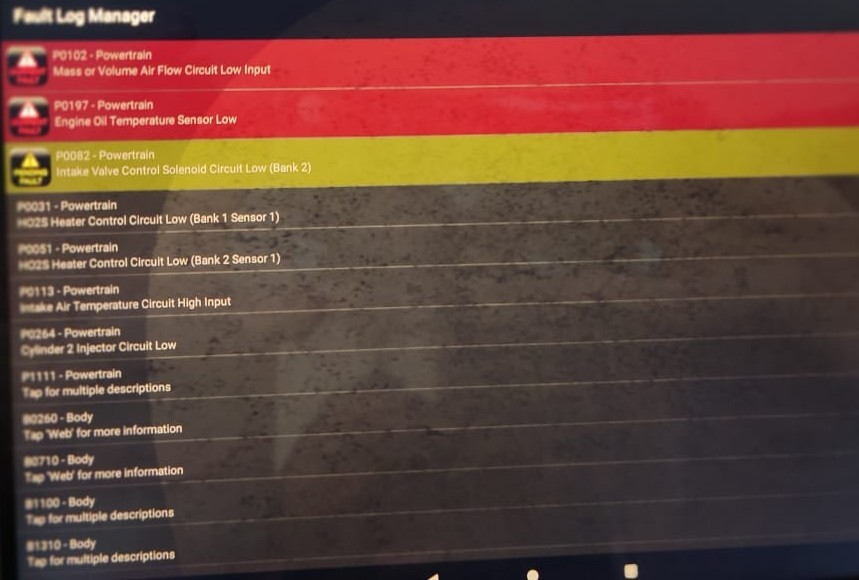 Fault Log Manager
P0102 - Powertrain
Mass or Volume Air Flow Circuit Low Input
P0197 - Powertrain
Engine Oil Temperature Sensor Low
P0082 - Powertrain
Intake Valve Control Solenoid Circuit Low (Bank 2)
PENDING
FAULT
P0031 - Powertrain
HO2S Heater Control Circuit Low (Bank 1 Sensor 1)
P0051 - Powertrain
HO2S Heater Control Circuit Low (Bank 2 Sensor 1)
P0113 - Powertrain
Intake Air Temperature Circuit High Input
P0264 - Powertrain
Cylinder 2 Injector Circuit Low
P1111 - Powertrain
Tap for multiple descriptions
B0260 - Body
Tap 'Web' for more information
B0710 - Body
Tap 'Web' for more information
B1100 - Body
Tap for multiple descriptions
B1310 - Body
Tap for multiple descriptions